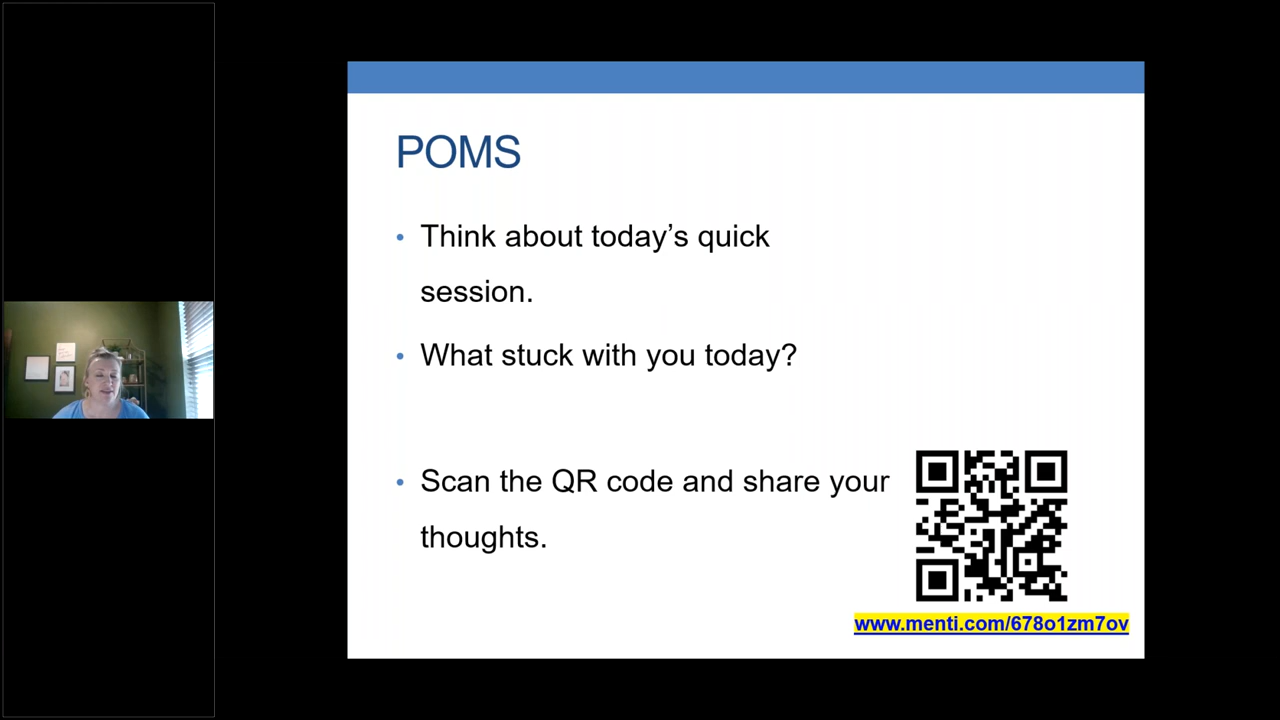 POMS
• Think about today’s quick
session.
• What stuck with you today?
• Scan the QR code and share your
thoughts.
www.menti.com/678o1zm7ov